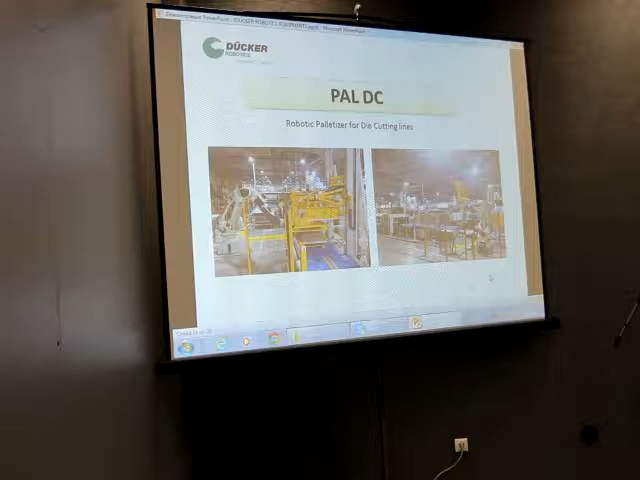 DÜCKER
ROBOTICS
PAL DC
Robotic Palletizer for Die Cutting lines